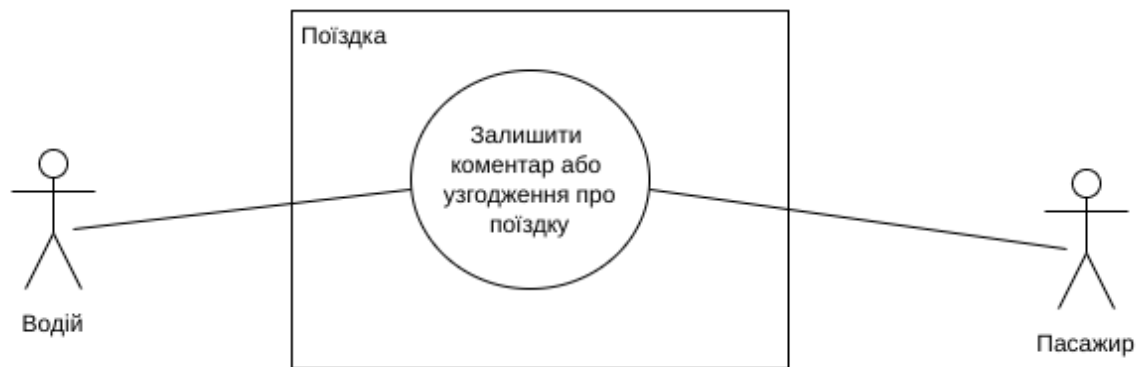 Поїздка
Залишити
коментар або
узгодження про
поїздку
Водій
Пасажир